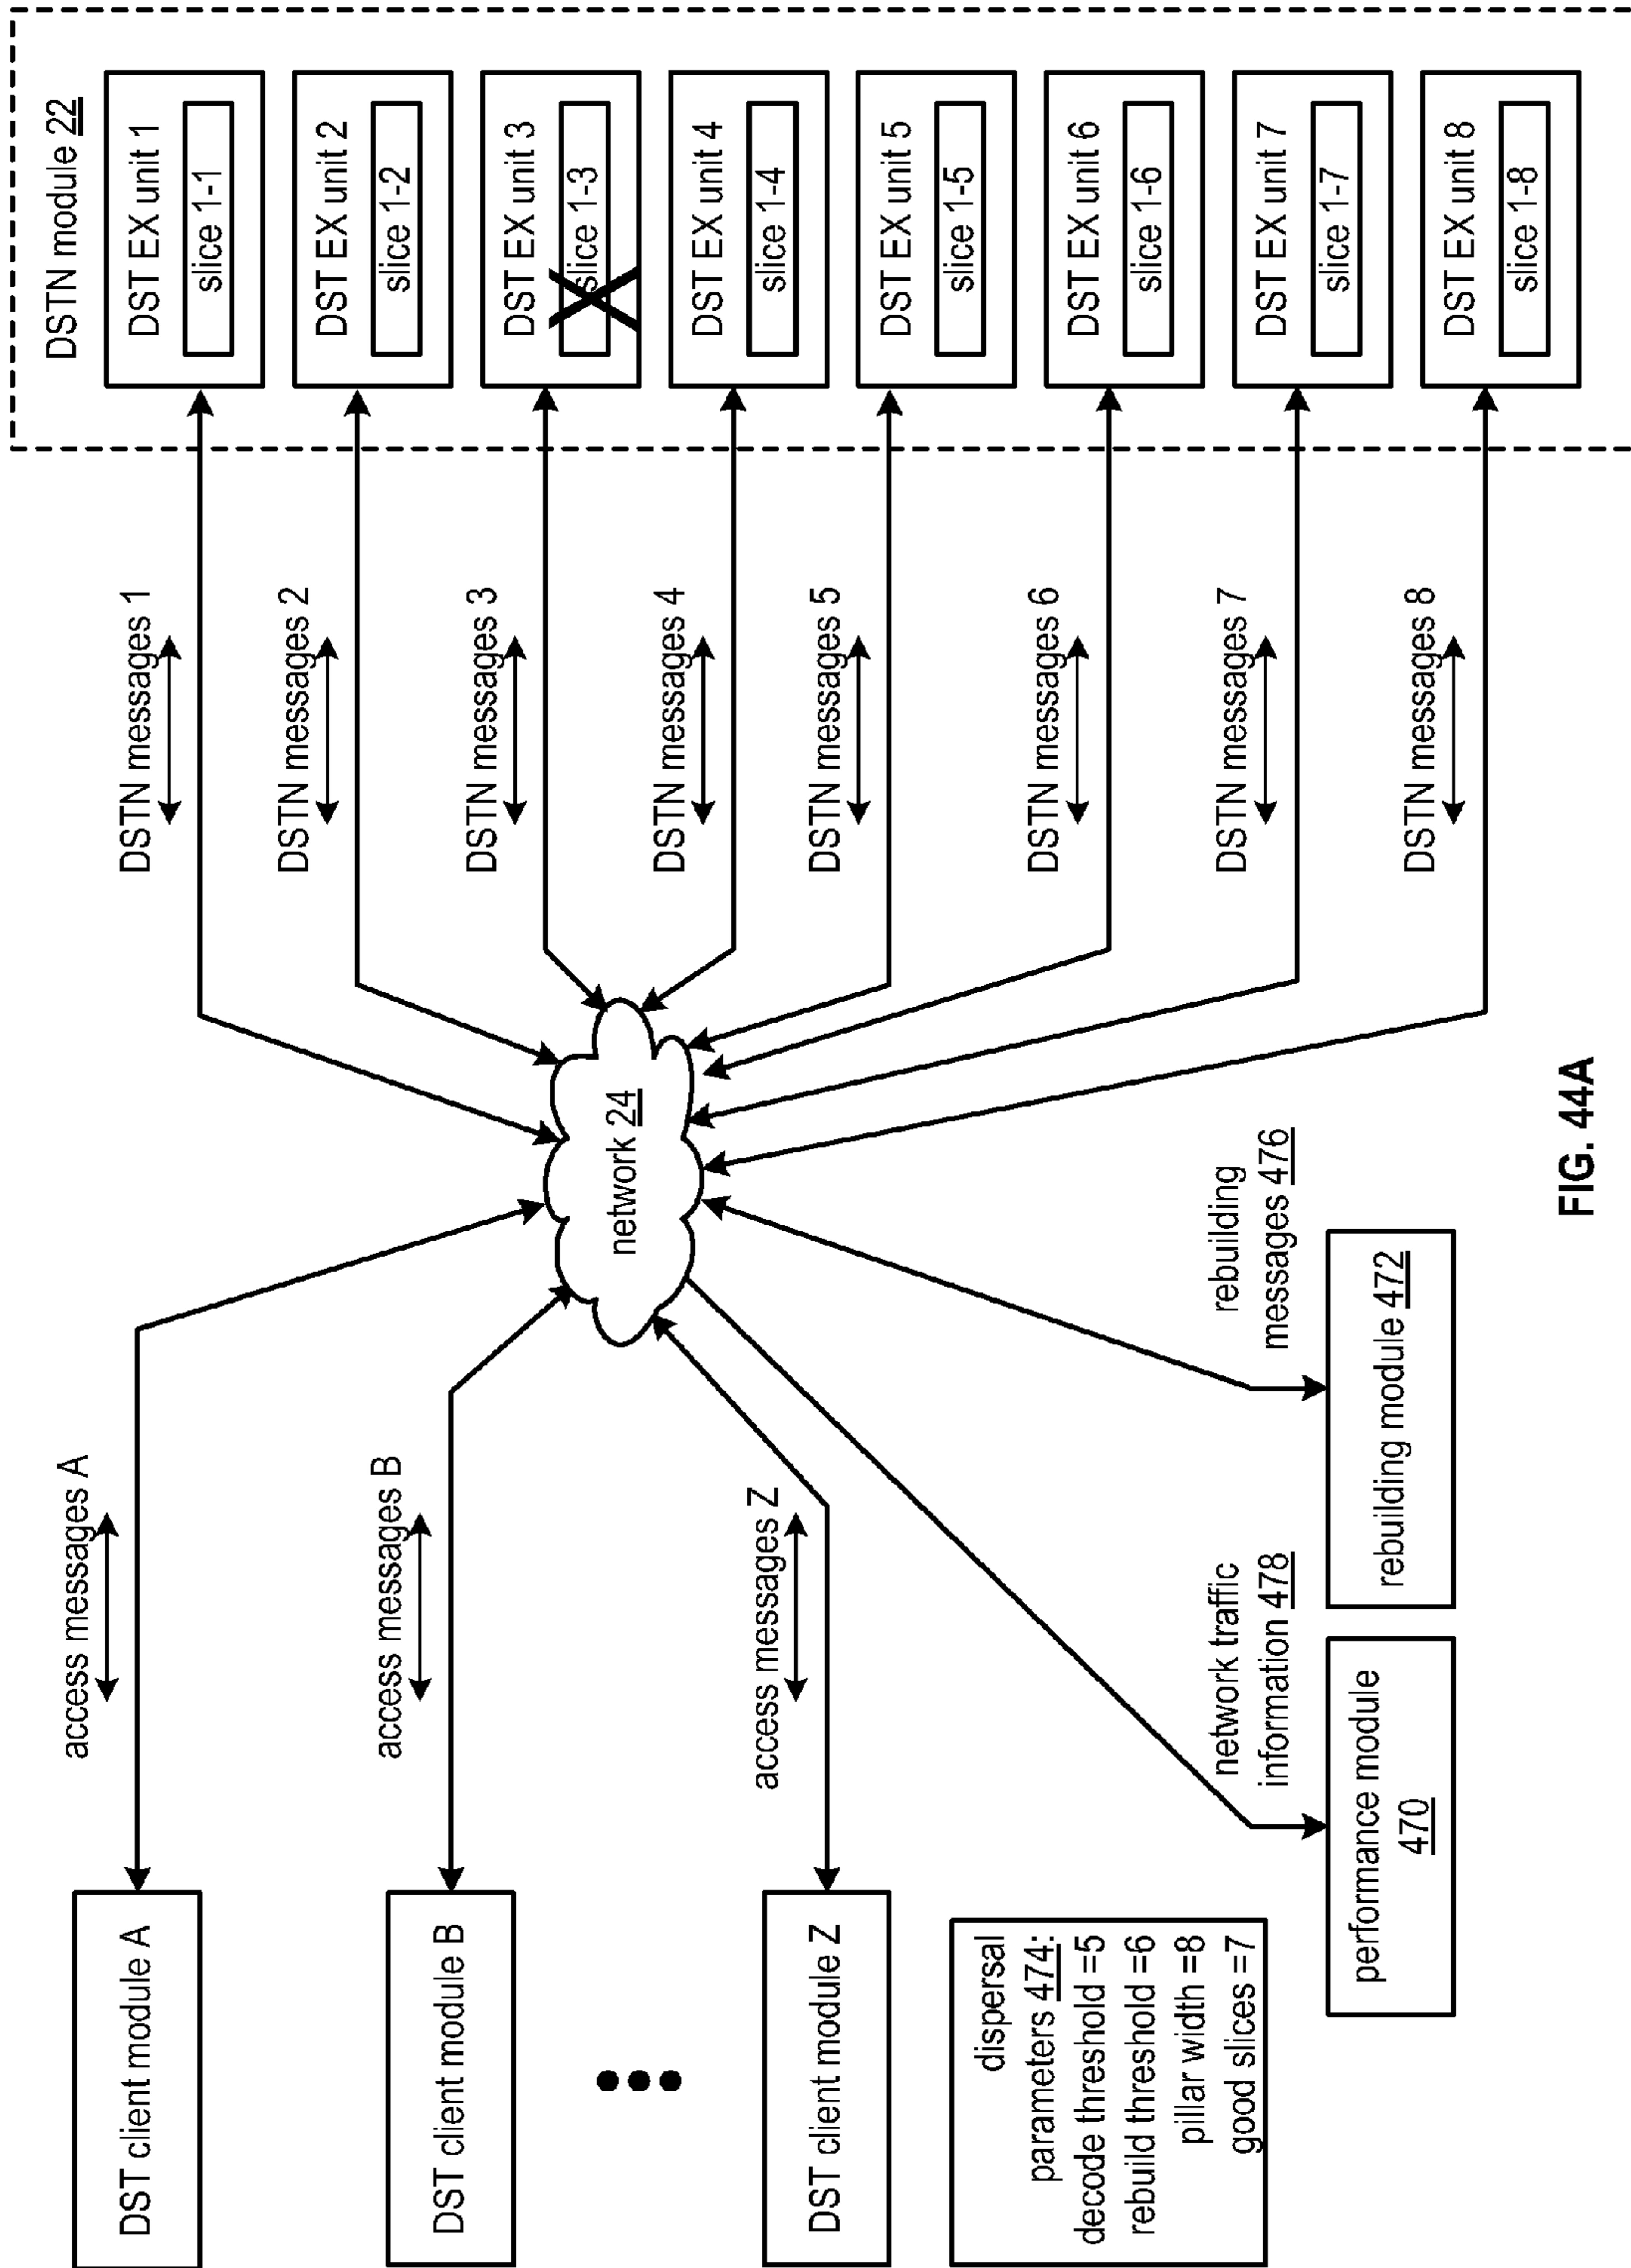 DSTN module 22
DST EX unit 1
slice 1-1
DST EX unit 2
slice 1-2
DST EX unit 3
slice 1-3
DST EX unit 4
slice 1-4
DST EX unit 5
slice 1-5
DST EX unit 6
slice 1-6
DST EX unit 7
slice 1-7
DST EX unit 8
slice 1-8
DSTN messages 1
DSTN messages 2
DSTN messages 3
DSTN messages 4
DSTN messages 5
DSTN messages 6
DSTN messages 7
DSTN messages 8
network 24
access messages A
access messages B
access messages Z
DST client module A
DST client module B
DST client module Z
dispersal
parameters 474:
decode threshold =5
rebuild threshold =6
pillar width =8
good slices =7
network traffic
information 478
performance module
470
rebuilding
messages 476
rebuilding module 472
FIG. 44A